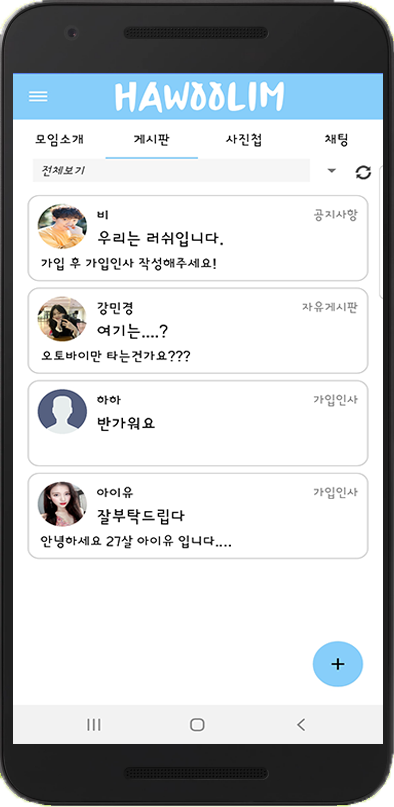 HAWOOLIM
모임소개 게시판 사진첩 채팅
전체보기
비 공지사항
우리는 러쉬입니다.
가입 후 가입인사 작성해주세요!
강민경 자유게시판
여기는....?
오토바이만 타는건가요???
하하 가입인사
반가워요
아이유 가입인사
잘부탁드립다
안녕하세요 27살 아이유 입니다....